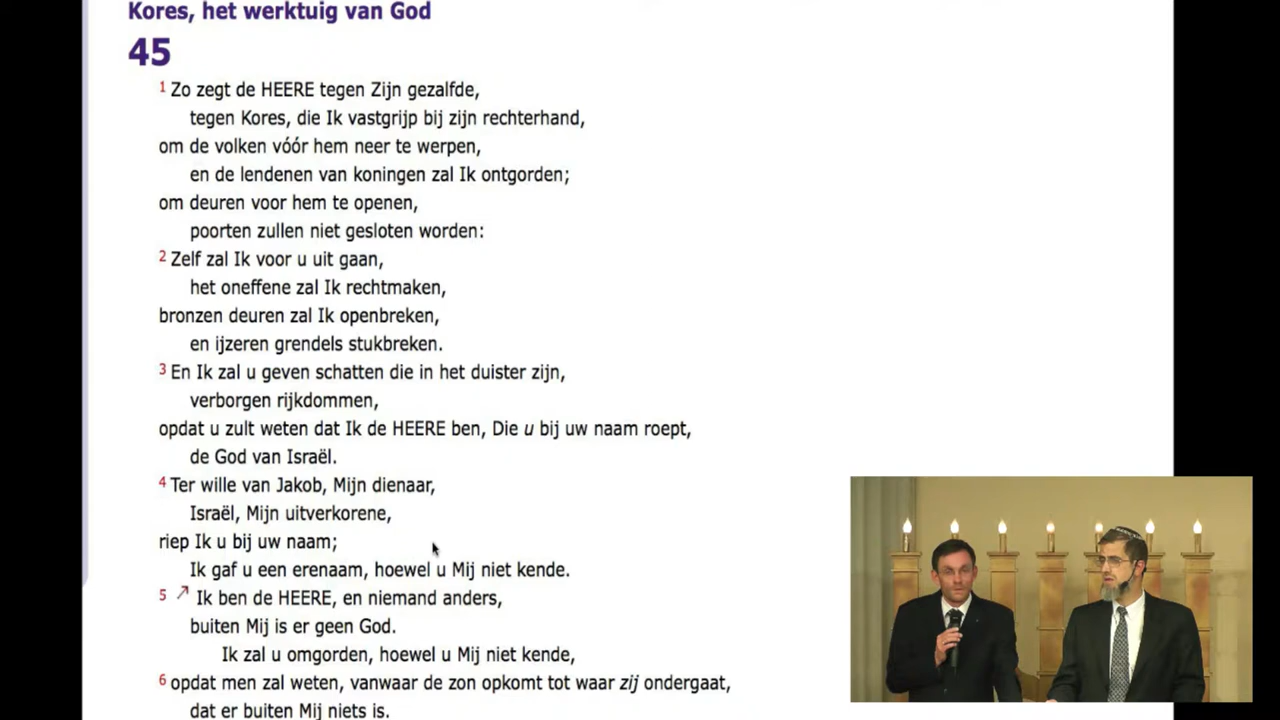 Kores, het werktuig van God
45
1 Zo zegt de HEERE tegen Zijn gezalfde,
tegen Kores, die Ik vastgrijp bij zijn rechterhand,
om de volken vóór hem neer te werpen,
en de lendenen van koningen zal Ik ontgorden;
om deuren voor hem te openen,
poorten zullen niet gesloten worden:
2 Zelf zal Ik voor u uit gaan,
het oneffene zal Ik rechtmaken,
bronzen deuren zal Ik openbreken,
en ijzeren grendels stukbreken.
3 En Ik zal u geven schatten die in het duister zijn,
verborgen rijkdommen,
opdat u zult weten dat Ik de HEERE ben, Die u bij uw naam roept,
de God van Israël.
4 Ter wille van Jakob, Mijn dienaar,
Israël, Mijn uitverkorene,
riep Ik u bij uw naam;
Ik gaf u een erenaam, hoewel u Mij niet kende.
5 Ik ben de HEERE, en niemand anders,
buiten Mij is er geen God.
Ik zal u omgorden, hoewel u Mij niet kende,
6 opdat men zal weten, vanwaar de zon opkomt tot waar zij ondergaat,
dat er buiten Mij niets is.